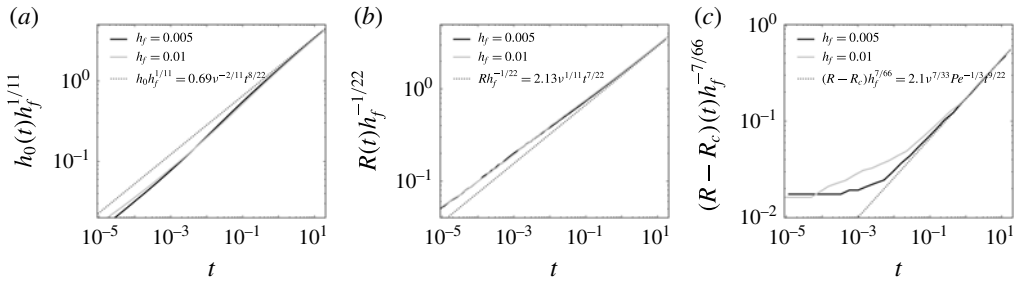 (a)
h_f = 0.005
h_f = 0.01
h_0 h_f^{1/11} = 0.69ν^{−2/11}t^{8/22}
h_0(t)h_f^{1/11}
10^0
10^{−1}
10^{−5} 10^{−3} 10^{−1} 10^1
t
(b)
h_f = 0.005
h_f = 0.01
Rh_f^{−1/22} = 2.13ν^{1/11}t^{7/22}
R(t)h_f^{−1/22}
10^0
10^{−1}
10^{−5} 10^{−3} 10^{−1} 10^1
t
(c)
h_f = 0.005
h_f = 0.01
(R − R_c)h_f^{7/66} = 2.1ν^{7/33}Pe^{−1/3}t^{9/22}
(R − R_c)(t)h_f^{−7/66}
10^0
10^{−1}
10^{−2}
10^{−5} 10^{−3} 10^{−1} 10^1
t